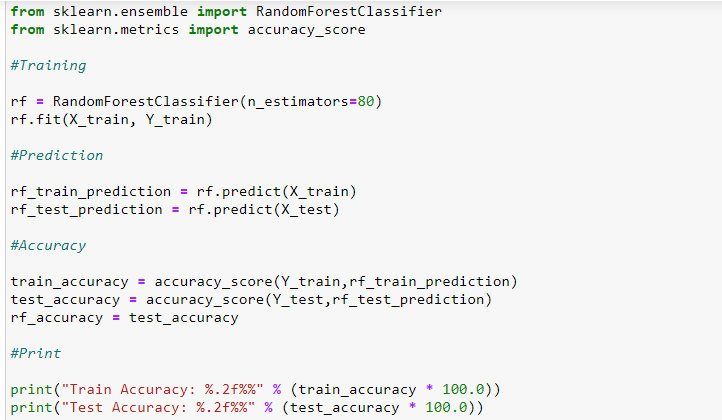 from sklearn.ensemble import RandomForestClassifier
from sklearn.metrics import accuracy_score
#Training
rf = RandomForestClassifier(n_estimators=80)
rf.fit(X_train, Y_train)
#Prediction
rf_train_prediction = rf.predict(X_train)
rf_test_prediction = rf.predict(X_test)
#Accuracy
train_accuracy = accuracy_score(Y_train,rf_train_prediction)
test_accuracy = accuracy_score(Y_test,rf_test_prediction)
rf_accuracy = test_accuracy
#Print
print("Train Accuracy: %.2f%%" % (train_accuracy * 100.0))
print("Test Accuracy: %.2f%%" % (test_accuracy * 100.0))